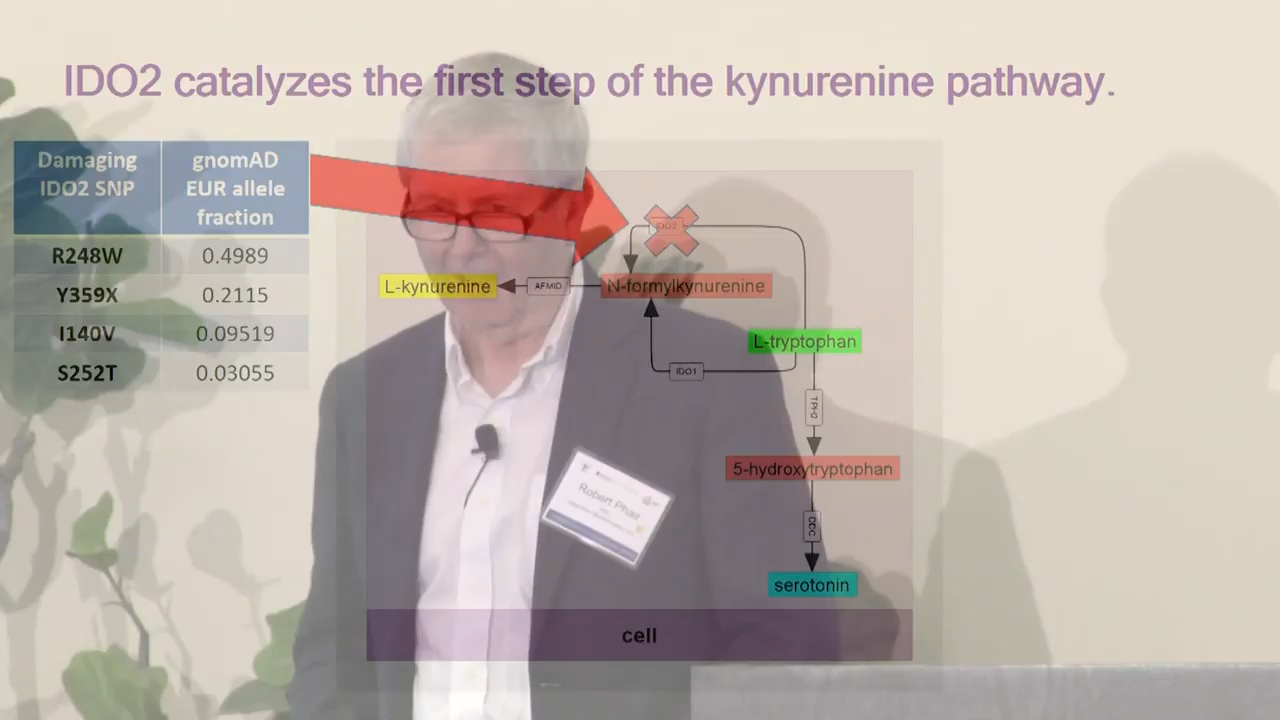 IDO2 catalyzes the first step of the kynurenine pathway.
Damaging IDO2 SNP
gnomAD EUR allele fraction
R248W 0.4989
Y359X 0.2115
I140V 0.09519
S252T 0.03055
IDO2
L-kynurenine
AFMID
N-formylkynurenine
L-tryptophan
IDO1
5-hydroxytryptophan
DDC
serotonin
cell
Robert Phair